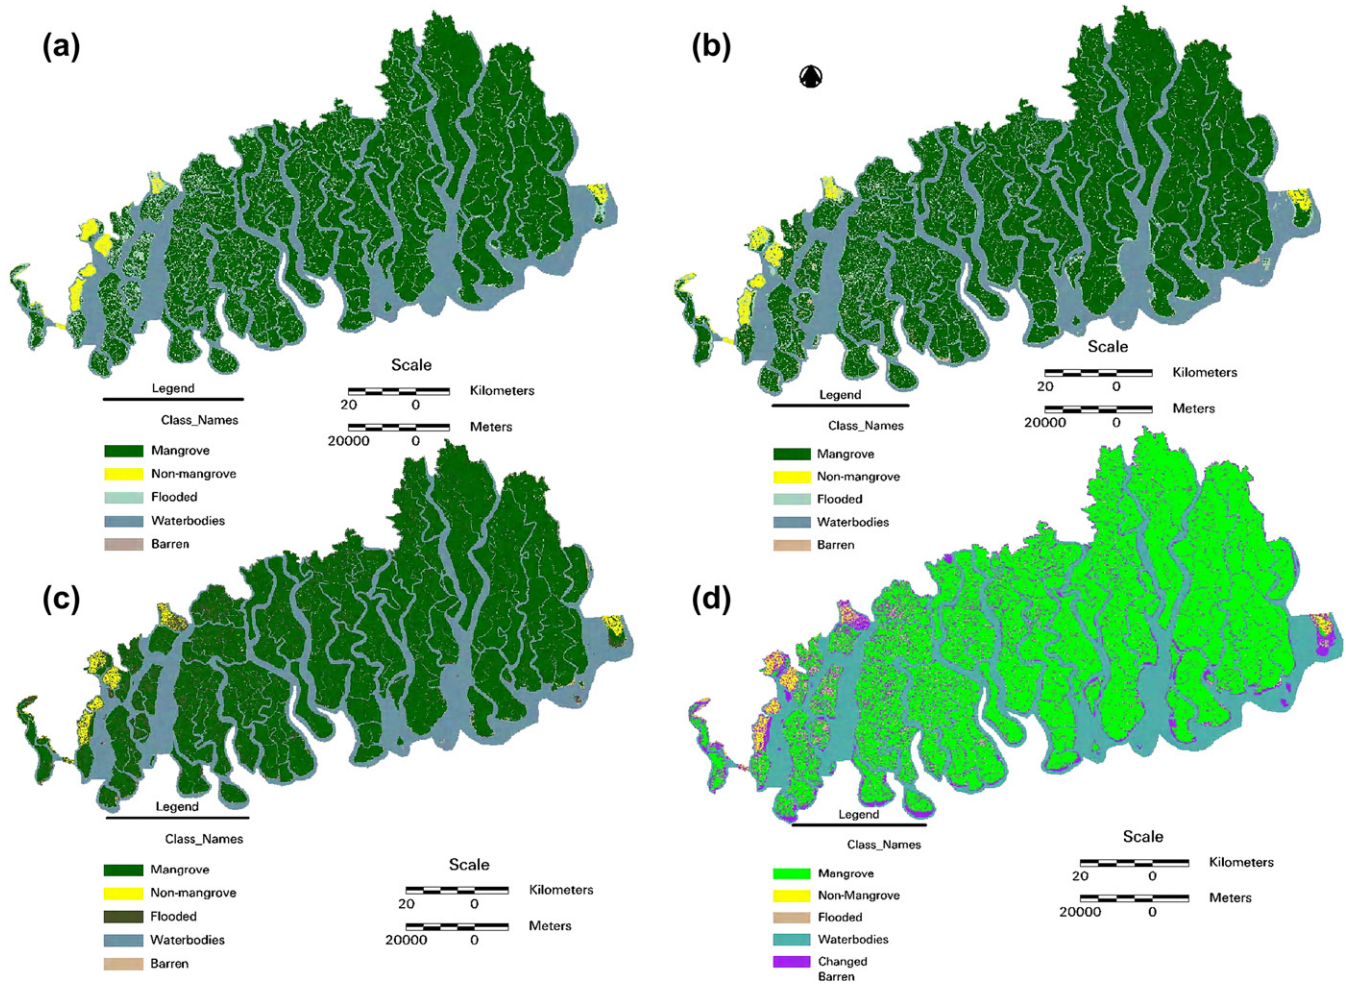 (a)
(b)
Scale
Kilometers
20 0
Meters
20000 0
Legend
Class_Names
Mangrove
Non-mangrove
Flooded
Waterbodies
Barren
Scale
Kilometers
20 0
Meters
20000 0
Legend
Class_Names
Mangrove
Non-mangrove
Flooded
Waterbodies
Barren
(c)
(d)
Legend
Class_Names
Mangrove
Non-mangrove
Flooded
Waterbodies
Barren
Scale
Kilometers
20 0
Meters
20000 0
Legend
Class_Names
Mangrove
Non-Mangrove
Flooded
Waterbodies
Changed
Barren
Scale
Kilometers
20 0
Meters
20000 0